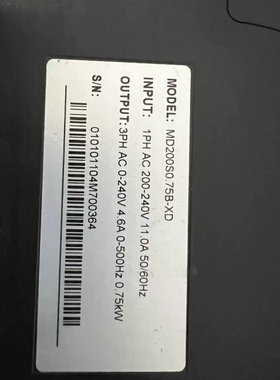 MODEL: MD200S0.75B-XD
INPUT: 1PH AC 200-240V 11.0A 50/60Hz
OUTPUT: 3PH AC 0-240V 4.6A 0-500Hz 0.75kW
S/N:
010101104M700364